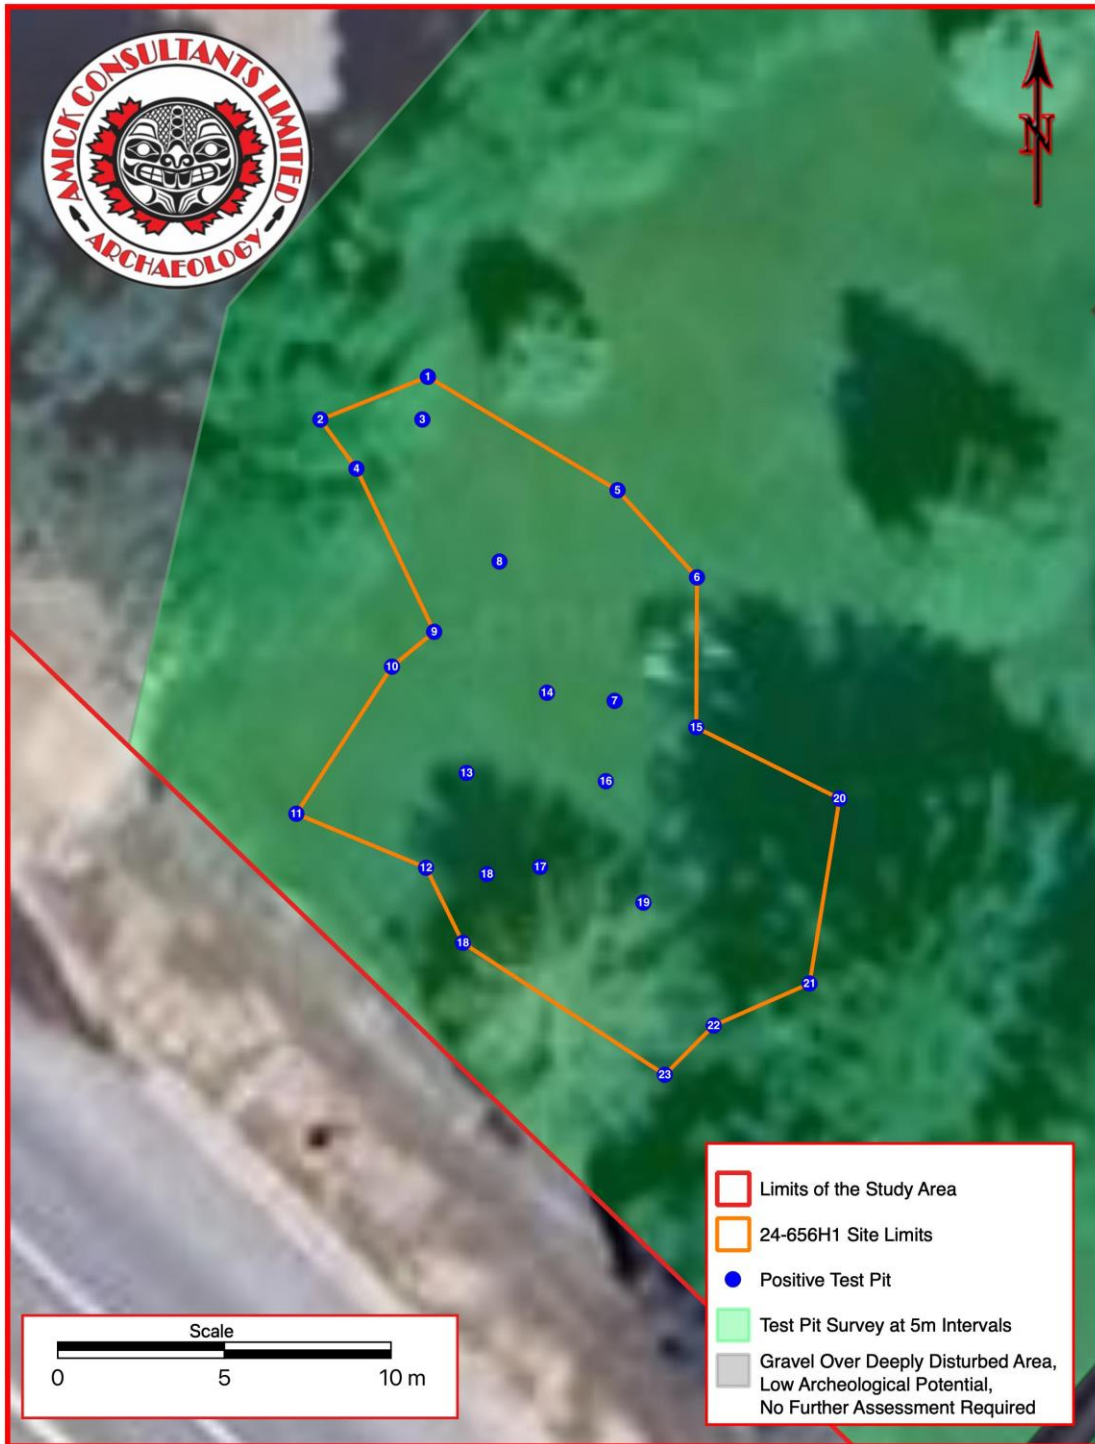 AMICK CONSULTANTS LIMITED
ARCHAEOLOGY
N
1
2
3
4
5
8
6
9
10
14
7
15
13
16
20
11
12
18
17
19
18
21
22
23
Limits of the Study Area
24-656H1 Site Limits
Positive Test Pit
Test Pit Survey at 5m Intervals
Gravel Over Deeply Disturbed Area,
Low Archeological Potential,
No Further Assessment Required
Scale
0 5 10 m